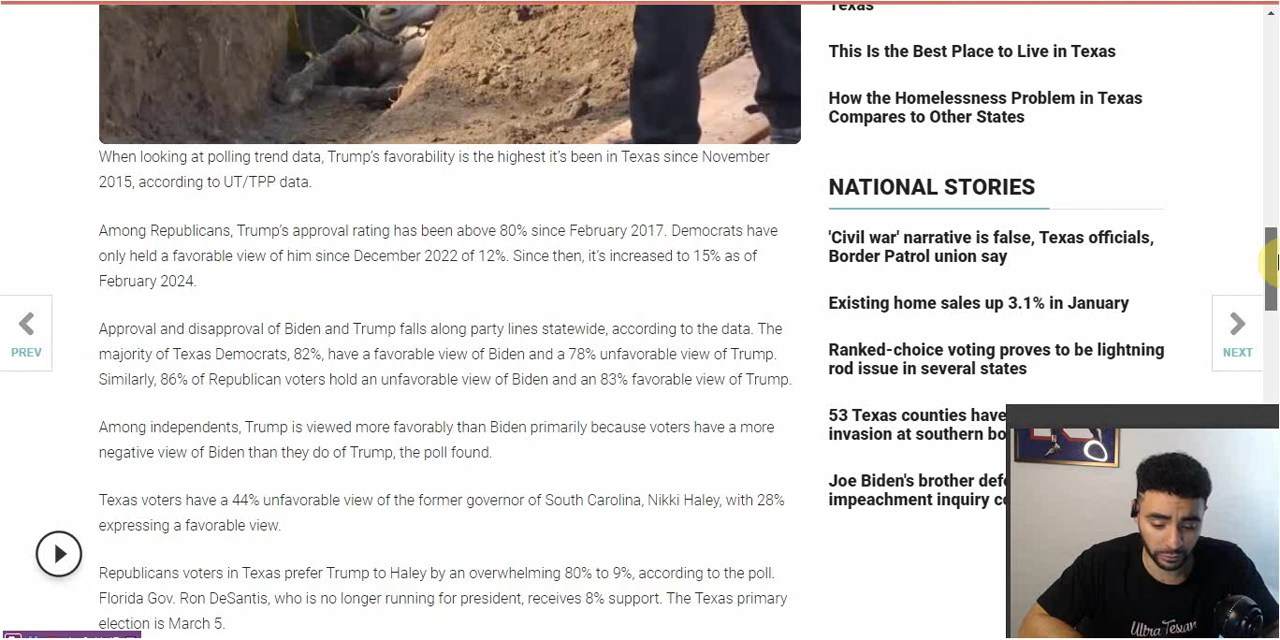 Texas
This Is the Best Place to Live in Texas
How the Homelessness Problem in Texas
Compares to Other States
When looking at polling trend data, Trump's favorability is the highest it's been in Texas since November
2015, according to UT/TPP data.
Among Republicans, Trump's approval rating has been above 80% since February 2017. Democrats have
only held a favorable view of him since December 2022 of 12%. Since then, it's increased to 15% as of
February 2024.
Approval and disapproval of Biden and Trump falls along party lines statewide, according to the data. The
majority of Texas Democrats, 82%, have a favorable view of Biden and a 78% unfavorable view of Trump.
Similarly, 86% of Republican voters hold an unfavorable view of Biden and an 83% favorable view of Trump.
Among independents, Trump is viewed more favorably than Biden primarily because voters have a more
negative view of Biden than they do of Trump, the poll found.
Texas voters have a 44% unfavorable view of the former governor of South Carolina, Nikki Haley, with 28%
expressing a favorable view.
Republicans voters in Texas prefer Trump to Haley by an overwhelming 80% to 9%, according to the poll.
Florida Gov. Ron DeSantis, who is no longer running for president, receives 8% support. The Texas primary
election is March 5.
NATIONAL STORIES
'Civil war' narrative is false, Texas officials,
Border Patrol union say
Existing home sales up 3.1% in January
Ranked-choice voting proves to be lightning
rod issue in several states
53 Texas counties have
invasion at southern bo
Joe Biden's brother def
impeachment inquiry c
PREV
NEXT
Ultra Texan